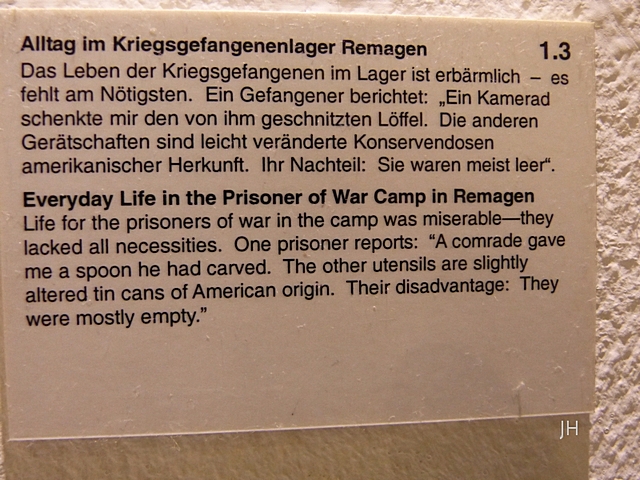 Alltag im Kriegsgefangenenlager Remagen 1.3
Das Leben der Kriegsgefangenen im Lager ist erbärmlich – es
fehlt am Nötigsten. Ein Gefangener berichtet: „Ein Kamerad
schenkte mir den von ihm geschnitzten Löffel. Die anderen
Gerätschaften sind leicht veränderte Konservendosen
amerikanischer Herkunft. Ihr Nachteil: Sie waren meist leer“.
Everyday Life in the Prisoner of War Camp in Remagen
Life for the prisoners of war in the camp was miserable—they
lacked all necessities. One prisoner reports: “A comrade gave
me a spoon he had carved. The other utensils are slightly
altered tin cans of American origin. Their disadvantage: They
were mostly empty.”
JH